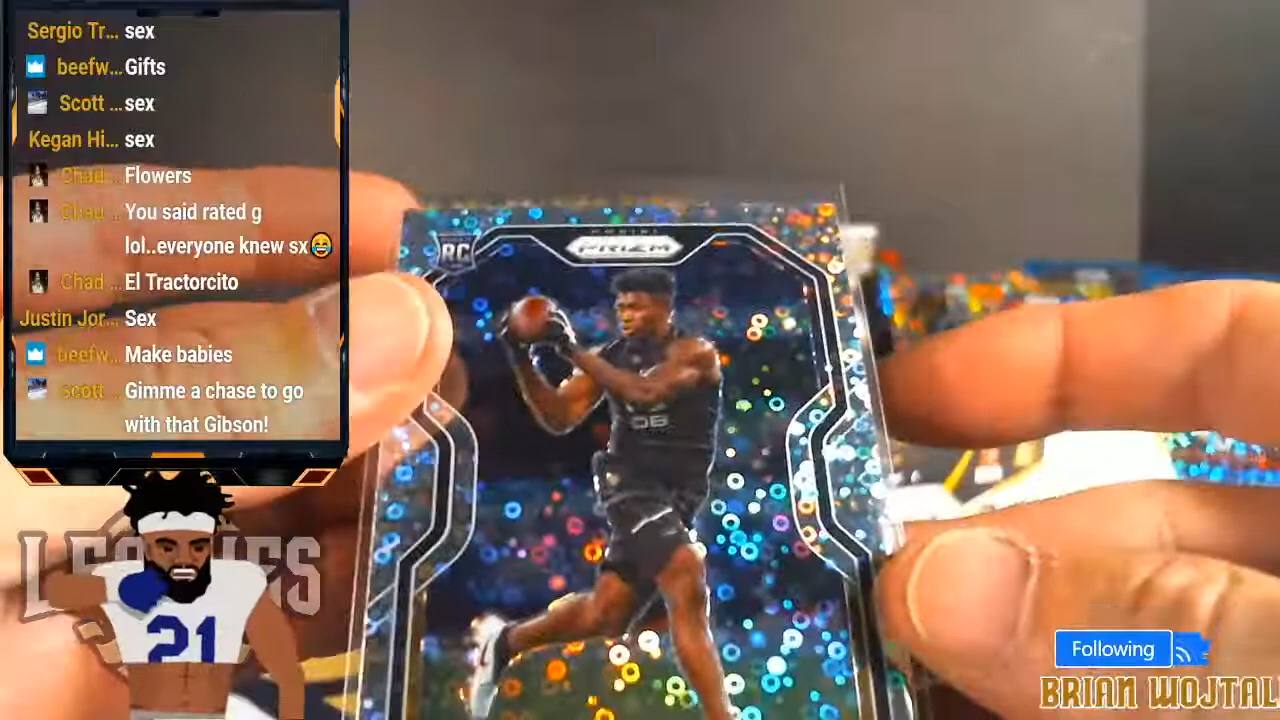 Sergio Tr... sex
beefw... Gifts
Scott ... sex
Kegan Hi... sex
Chad ... Flowers
Chad ... You said rated g
lol..everyone knew sx😂
Chad ... El Tractorcito
Justin Jor... Sex
beefw... Make babies
scott ... Gimme a chase to go
with that Gibson!
RC
PANINI
PRIZM
DB
21
Following
BRIAN WOJTAL